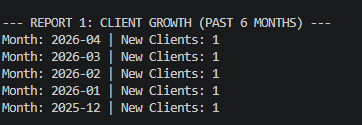 --- REPORT 1: CLIENT GROWTH (PAST 6 MONTHS) ---
Month: 2026-04 | New Clients: 1
Month: 2026-03 | New Clients: 1
Month: 2026-02 | New Clients: 1
Month: 2026-01 | New Clients: 1
Month: 2025-12 | New Clients: 1